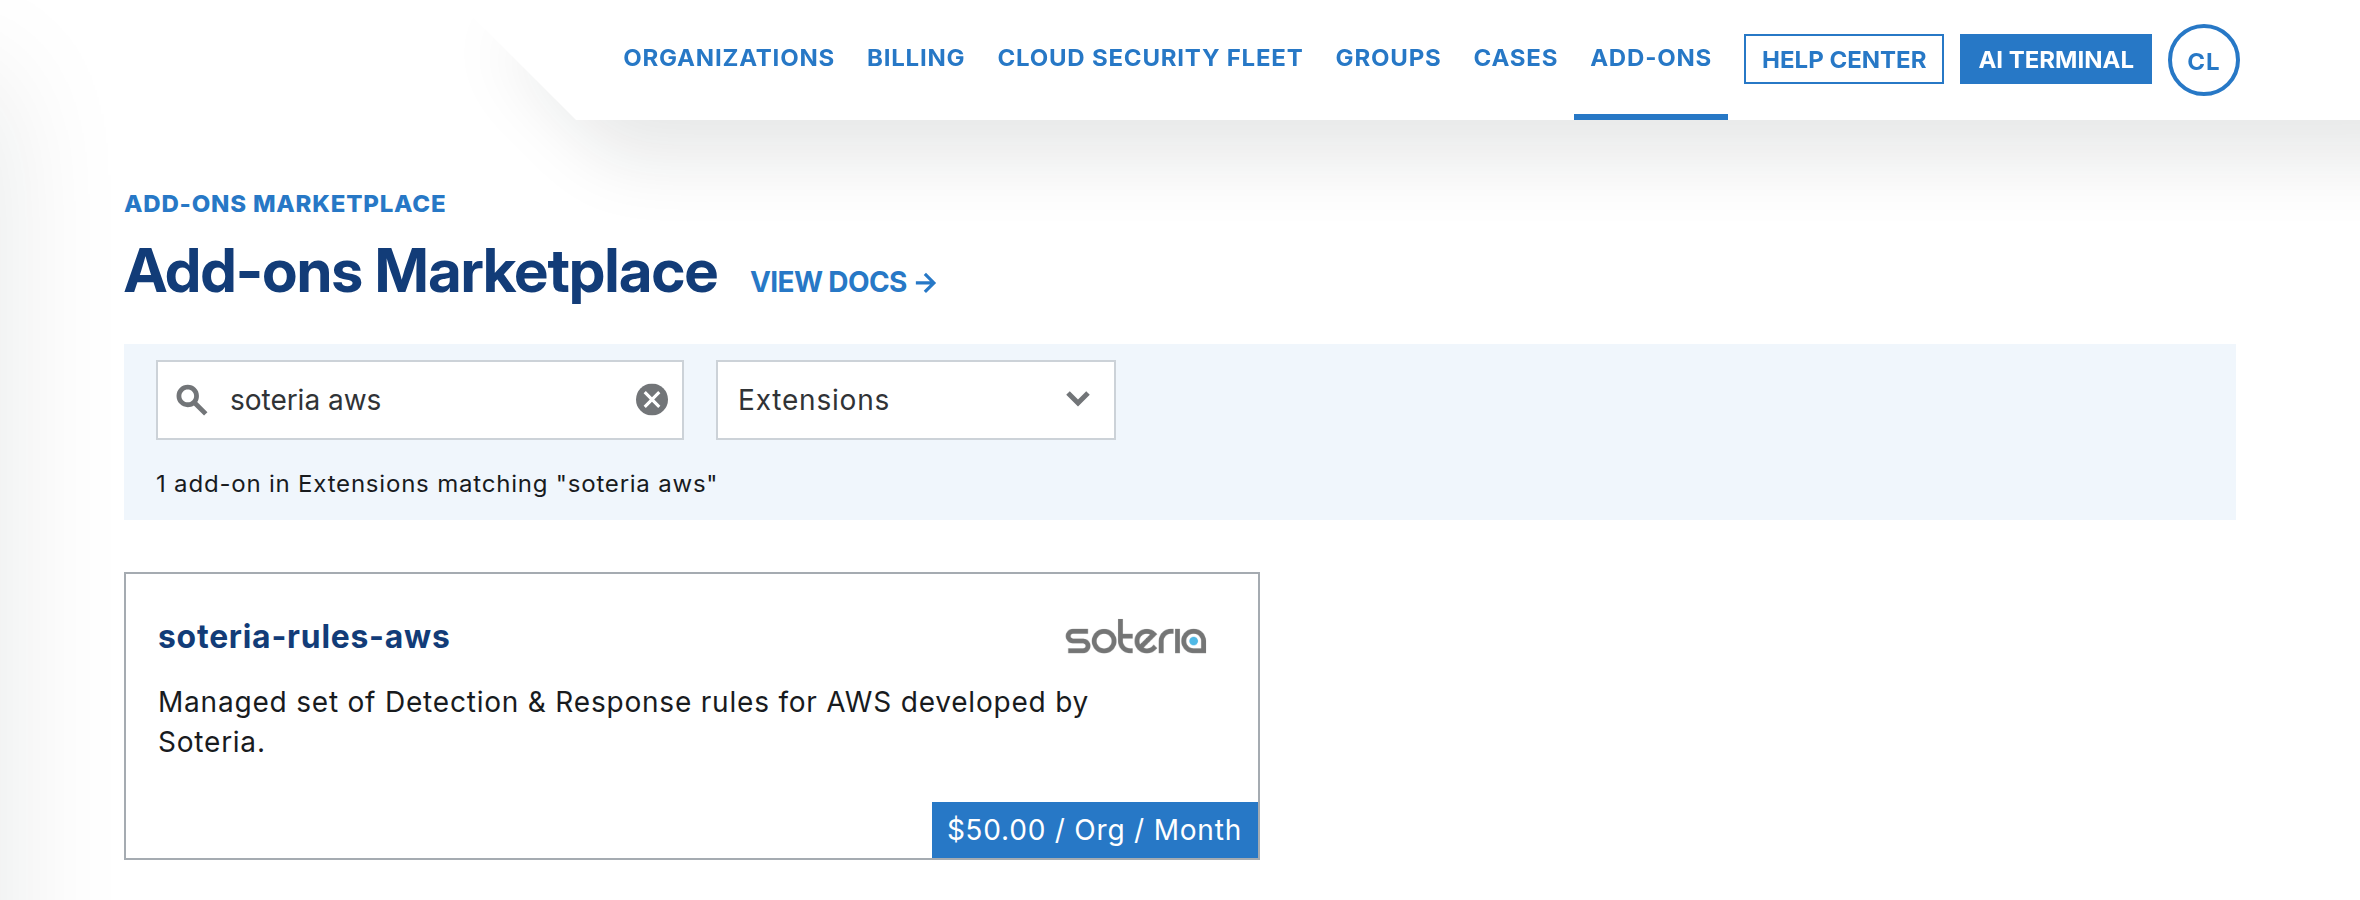 ORGANIZATIONS BILLING CLOUD SECURITY FLEET GROUPS CASES ADD-ONS HELP CENTER AI TERMINAL CL
ADD-ONS MARKETPLACE
Add-ons Marketplace VIEW DOCS →
soteria aws Extensions
1 add-on in Extensions matching "soteria aws"
soteria-rules-aws soteria
Managed set of Detection & Response rules for AWS developed by
Soteria.
$50.00 / Org / Month